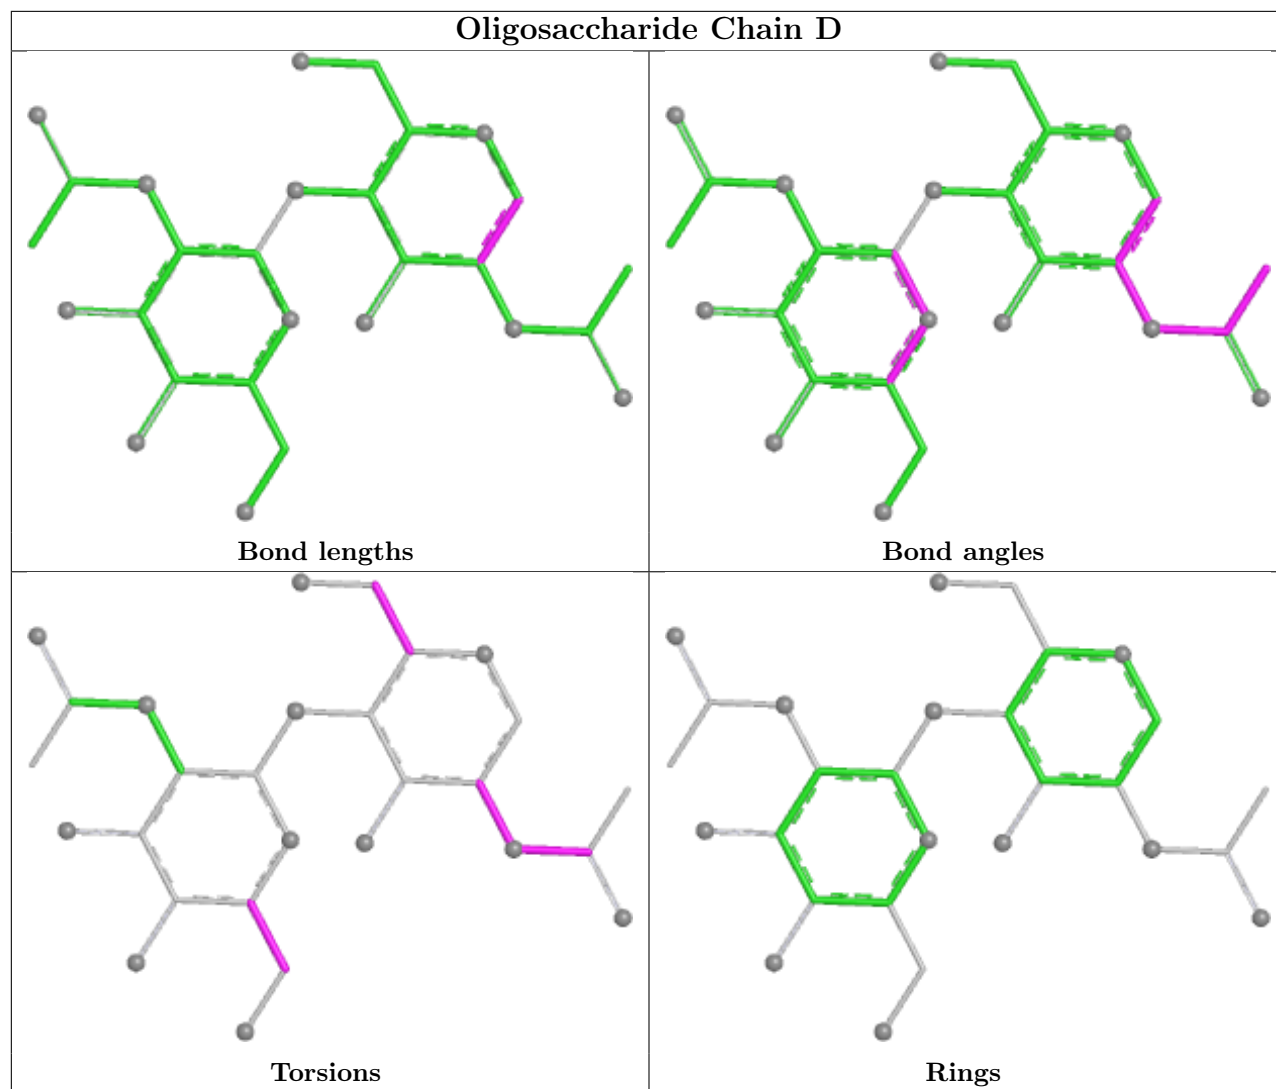 Oligosaccharide Chain D
Bond lengths
Bond angles
Torsions
Rings